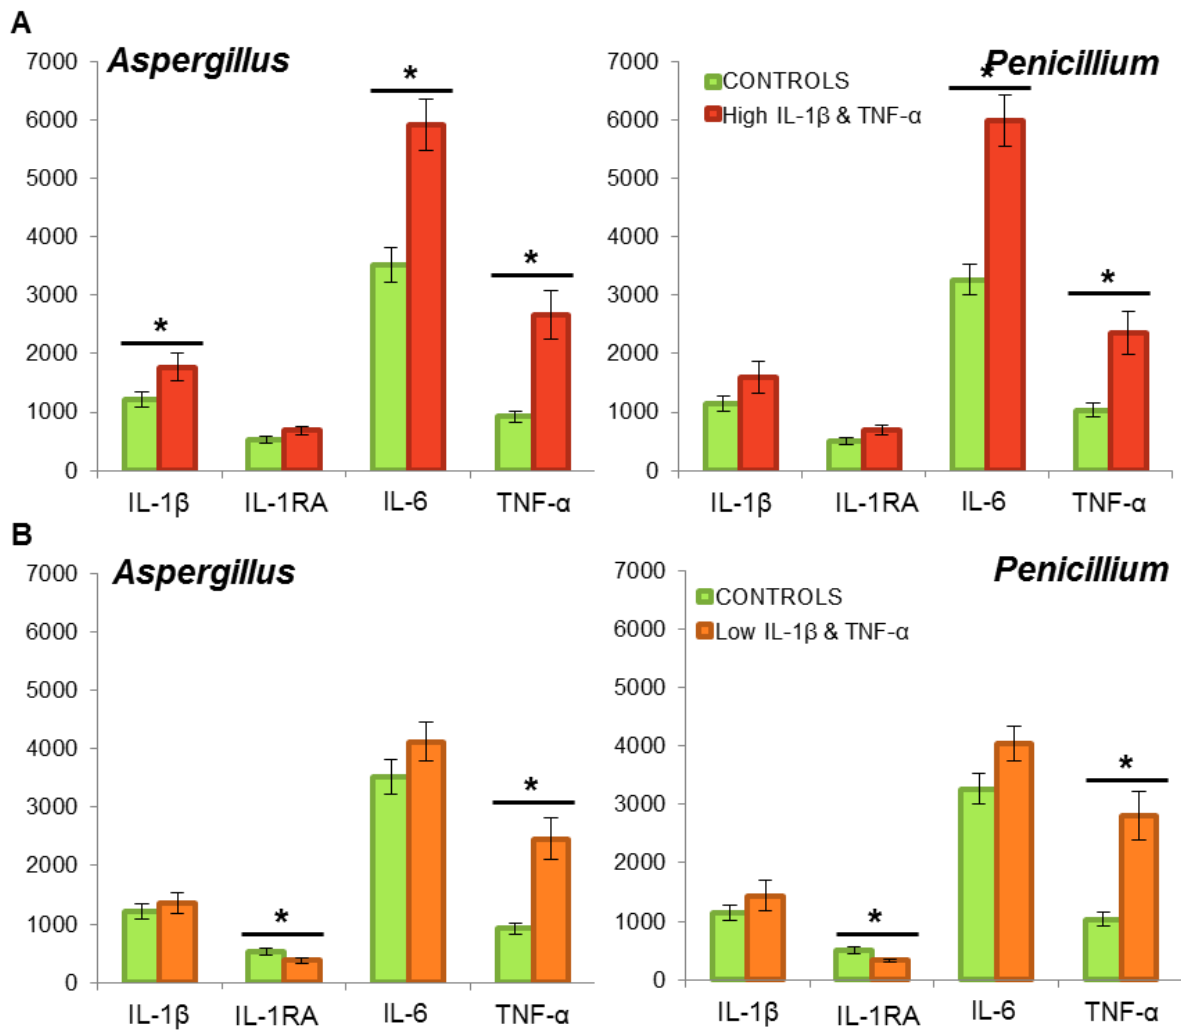 A
Aspergillus
7000
6000
5000
4000
3000
2000
1000
0
*
*
*
IL-1β IL-1RA IL-6 TNF-α
Penicillium
7000
6000
5000
4000
3000
2000
1000
0
CONTROLS
High IL-1β & TNF-α
*
*
IL-1β IL-1RA IL-6 TNF-α
B
Aspergillus
7000
6000
5000
4000
3000
2000
1000
0
*
*
IL-1β IL-1RA IL-6 TNF-α
Penicillium
7000
6000
5000
4000
3000
2000
1000
0
CONTROLS
Low IL-1β & TNF-α
*
*
IL-1β IL-1RA IL-6 TNF-α